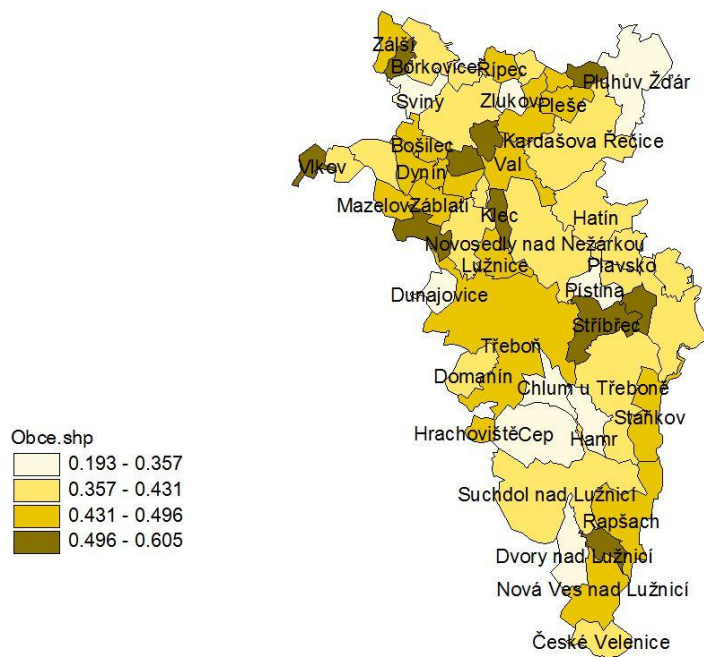 Zálší
Borkovice
Řípec
Pluhův Žďár
Sviny
Zlukov
Pleše
Kardašova Řečice
Bošilec
Vlkov
Dynín
Val
Mazelov
Záblatí
Klec
Hatín
Novosedly nad Nežárkou
Lužnice
Plavsko
Dunajovice
Pístina
Stříbřec
Třeboň
Domanín
Chlum u Třeboně
Staňkov
Hrachoviště
Cep
Hamr
Obce.shp
0.193 - 0.357
0.357 - 0.431
0.431 - 0.496
0.496 - 0.605
Suchdol nad Lužnicí
Rapšach
Dvory nad Lužnicí
Nová Ves nad Lužnicí
České Velenice